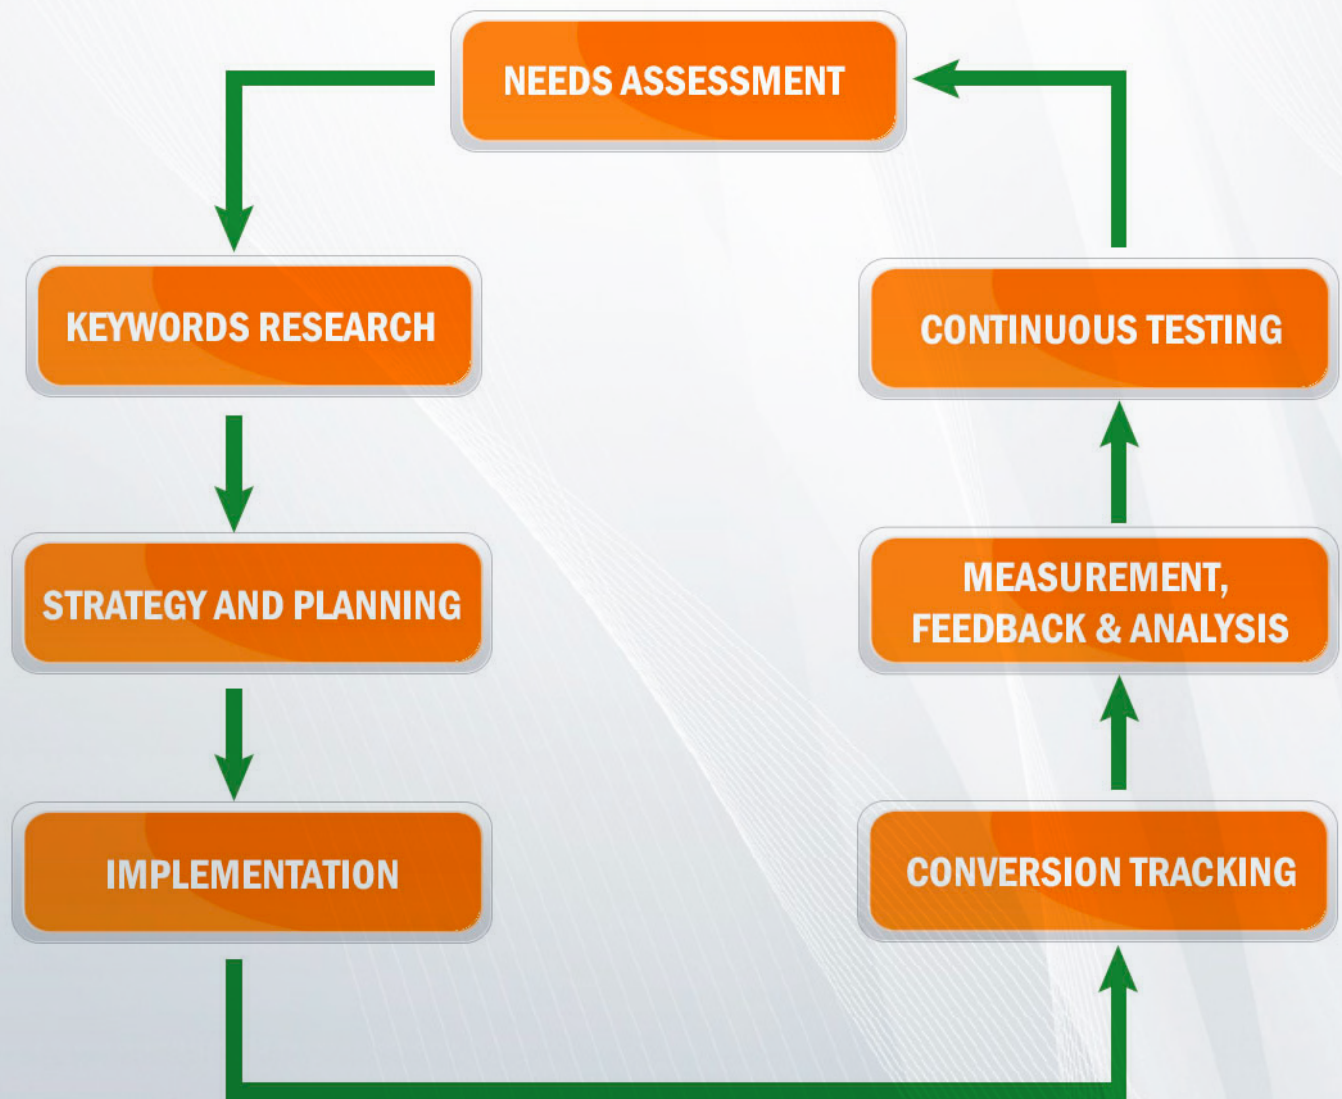 NEEDS ASSESSMENT
KEYWORDS RESEARCH
STRATEGY AND PLANNING
IMPLEMENTATION
CONVERSION TRACKING
MEASUREMENT,
FEEDBACK & ANALYSIS
CONTINUOUS TESTING